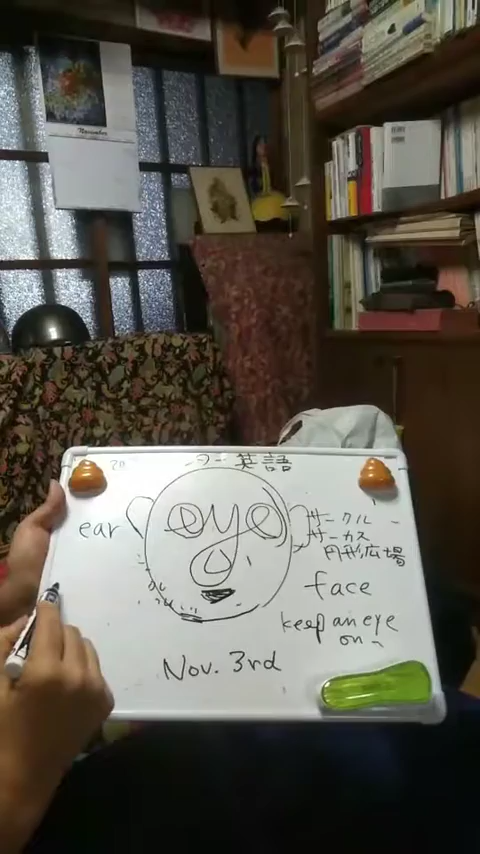 November
英語
eye
ear
サークル
サーカス
円形広場
face
keep an eye
on ~
Nov. 3rd